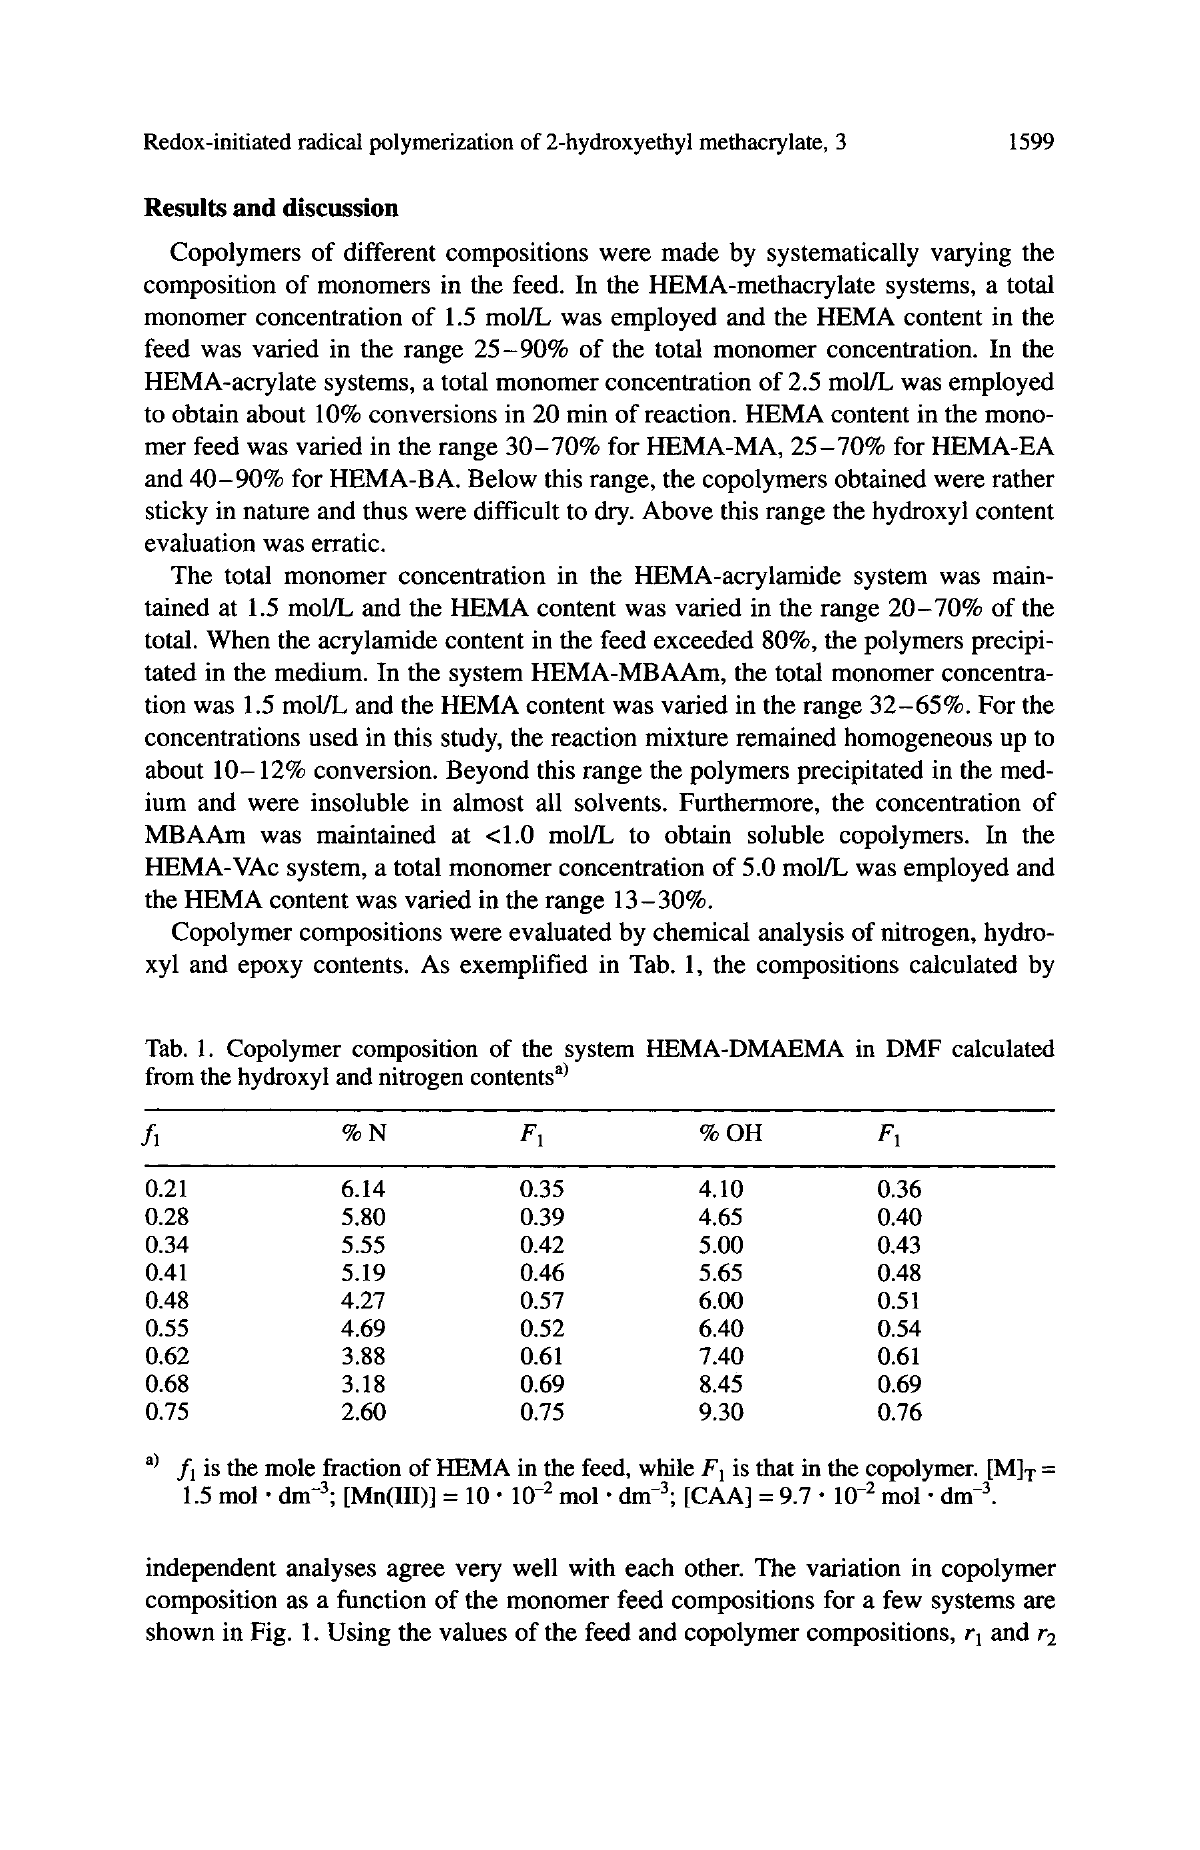 Redox-initiated radical polymerization of 2-hydroxyethyl methacrylate, 3 1599
Results and discussion
Copolymers of different compositions were made by systematically varying the
composition of monomers in the feed. In the HEMA-methacrylate systems, a total
monomer concentration of 1.5 mol/L was employed and the HEMA content in the
feed was varied in the range 25–90% of the total monomer concentration. In the
HEMA-acrylate systems, a total monomer concentration of 2.5 mol/L was employed
to obtain about 10% conversions in 20 min of reaction. HEMA content in the mono-
mer feed was varied in the range 30–70% for HEMA-MA, 25–70% for HEMA-EA
and 40–90% for HEMA-BA. Below this range, the copolymers obtained were rather
sticky in nature and thus were difficult to dry. Above this range the hydroxyl content
evaluation was erratic.
The total monomer concentration in the HEMA-acrylamide system was main-
tained at 1.5 mol/L and the HEMA content was varied in the range 20–70% of the
total. When the acrylamide content in the feed exceeded 80%, the polymers precipi-
tated in the medium. In the system HEMA-MBAAm, the total monomer concentra-
tion was 1.5 mol/L and the HEMA content was varied in the range 32–65%. For the
concentrations used in this study, the reaction mixture remained homogeneous up to
about 10–12% conversion. Beyond this range the polymers precipitated in the med-
ium and were insoluble in almost all solvents. Furthermore, the concentration of
MBAAm was maintained at <1.0 mol/L to obtain soluble copolymers. In the
HEMA-VAc system, a total monomer concentration of 5.0 mol/L was employed and
the HEMA content was varied in the range 13–30%.
Copolymer compositions were evaluated by chemical analysis of nitrogen, hydro-
xyl and epoxy contents. As exemplified in Tab. 1, the compositions calculated by
Tab. 1. Copolymer composition of the system HEMA-DMAEMA in DMF calculated
from the hydroxyl and nitrogen contents^a)
f₁ % N F₁ % OH F₁
0.21 6.14 0.35 4.10 0.36
0.28 5.80 0.39 4.65 0.40
0.34 5.55 0.42 5.00 0.43
0.41 5.19 0.46 5.65 0.48
0.48 4.27 0.57 6.00 0.51
0.55 4.69 0.52 6.40 0.54
0.62 3.88 0.61 7.40 0.61
0.68 3.18 0.69 8.45 0.69
0.75 2.60 0.75 9.30 0.76
^a) f₁ is the mole fraction of HEMA in the feed, while F₁ is that in the copolymer. [M]_T =
1.5 mol · dm⁻³; [Mn(III)] = 10 · 10⁻² mol · dm⁻³; [CAA] = 9.7 · 10⁻² mol · dm⁻³.
independent analyses agree very well with each other. The variation in copolymer
composition as a function of the monomer feed compositions for a few systems are
shown in Fig. 1. Using the values of the feed and copolymer compositions, r₁ and r₂